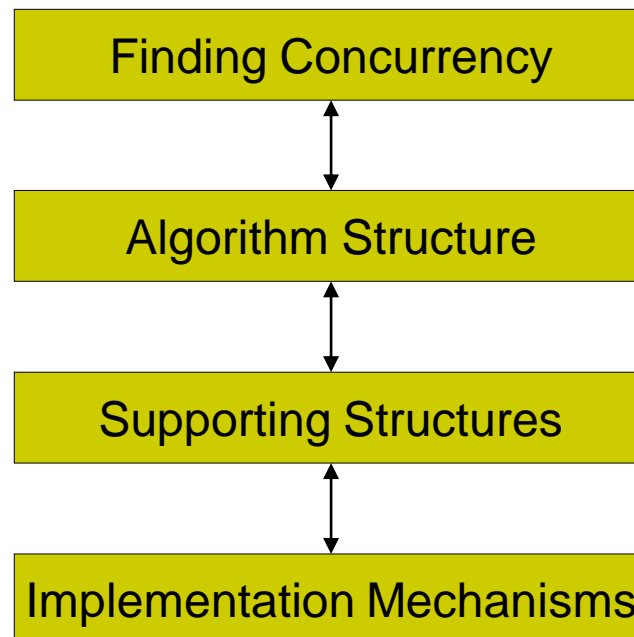 Finding Concurrency
Algorithm Structure
Supporting Structures
Implementation Mechanisms